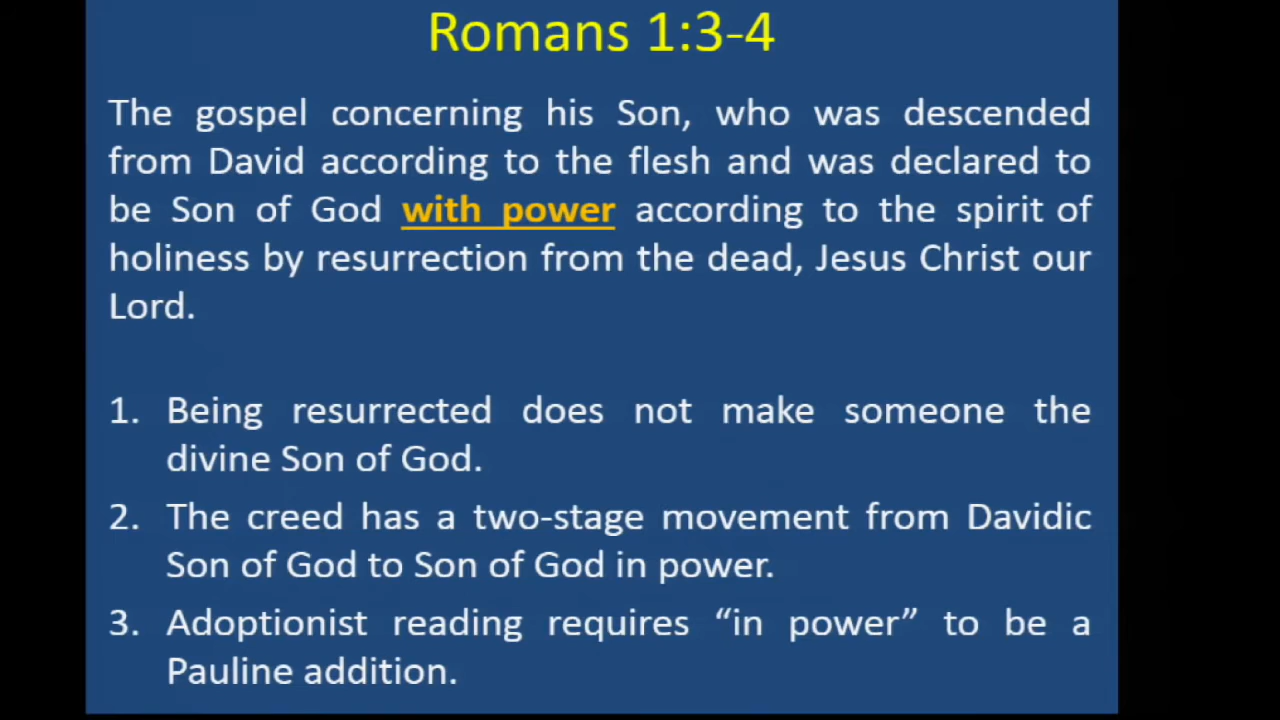 Romans 1:3-4
The gospel concerning his Son, who was descended
from David according to the flesh and was declared to
be Son of God with power according to the spirit of
holiness by resurrection from the dead, Jesus Christ our
Lord.
1. Being resurrected does not make someone the
divine Son of God.
2. The creed has a two-stage movement from Davidic
Son of God to Son of God in power.
3. Adoptionist reading requires “in power” to be a
Pauline addition.